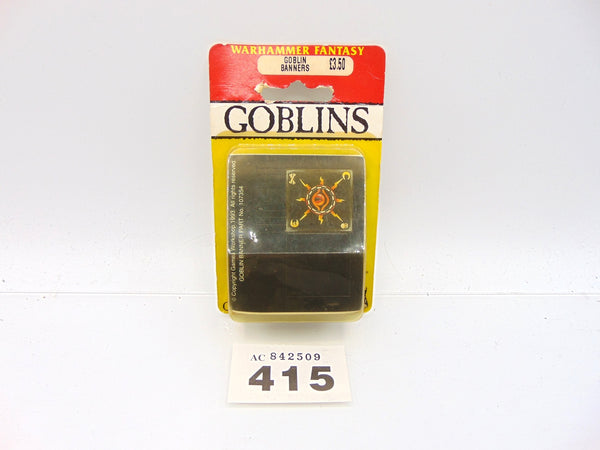 WARHAMMER FANTASY
GOBLIN
BANNERS
£3.50
GOBLINS
© Copyright Games Workshop 1993. All rights reserved.
GOBLIN BANNER PART No. 107354
AC 842509
415